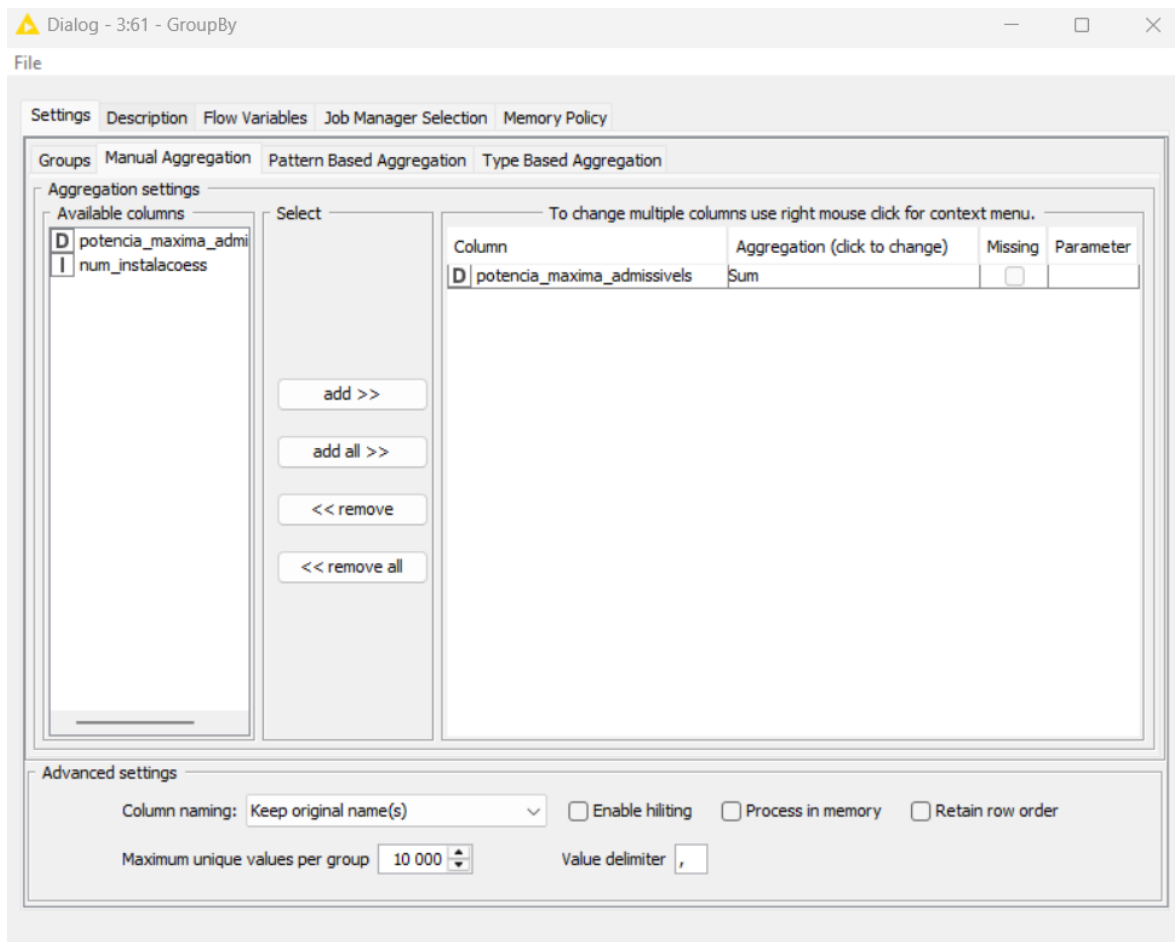 Dialog - 3:61 - GroupBy
File
Settings Description Flow Variables Job Manager Selection Memory Policy
Groups Manual Aggregation Pattern Based Aggregation Type Based Aggregation
Aggregation settings
Available columns
D potencia_maxima_admi
I num_instalacoess
Select
add >>
add all >>
<< remove
<< remove all
To change multiple columns use right mouse click for context menu.
Column Aggregation (click to change) Missing Parameter
D potencia_maxima_admissivels Sum
Advanced settings
Column naming: Keep original name(s) Enable hiliting Process in memory Retain row order
Maximum unique values per group 10 000 Value delimiter ,